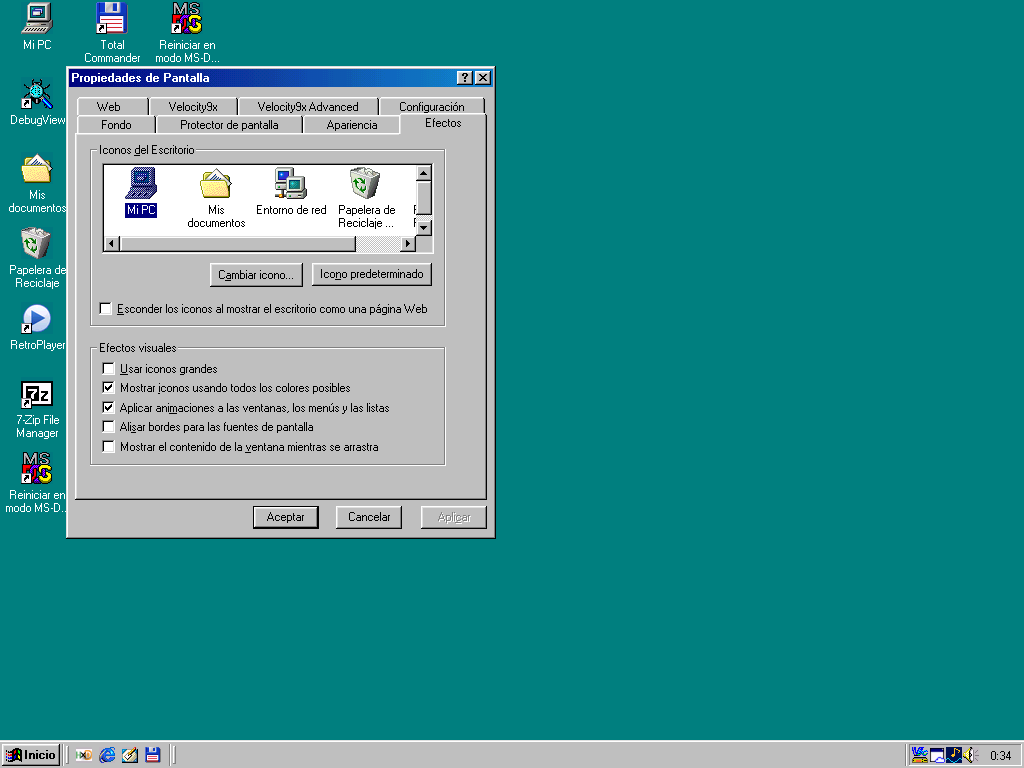 Mi PC
Total
Commander
Reiniciar en
modo MS-D...
DebugView
Mis
documentos
Papelera de
Reciclaje
RetroPlayer
7-Zip File
Manager
Reiniciar en
modo MS-D...
Propiedades de Pantalla
Web
Velocity9x
Velocity9x Advanced
Configuración
Fondo
Protector de pantalla
Apariencia
Efectos
Iconos del Escritorio
Mi PC
Mis
documentos
Entorno de red
Papelera de
Reciclaje ...
Cambiar icono...
Icono predeterminado
Esconder los iconos al mostrar el escritorio como una página Web
Efectos visuales
Usar iconos grandes
Mostrar iconos usando todos los colores posibles
Aplicar animaciones a las ventanas, los menús y las listas
Alisar bordes para las fuentes de pantalla
Mostrar el contenido de la ventana mientras se arrastra
Aceptar
Cancelar
Aplicar
Inicio
0:34